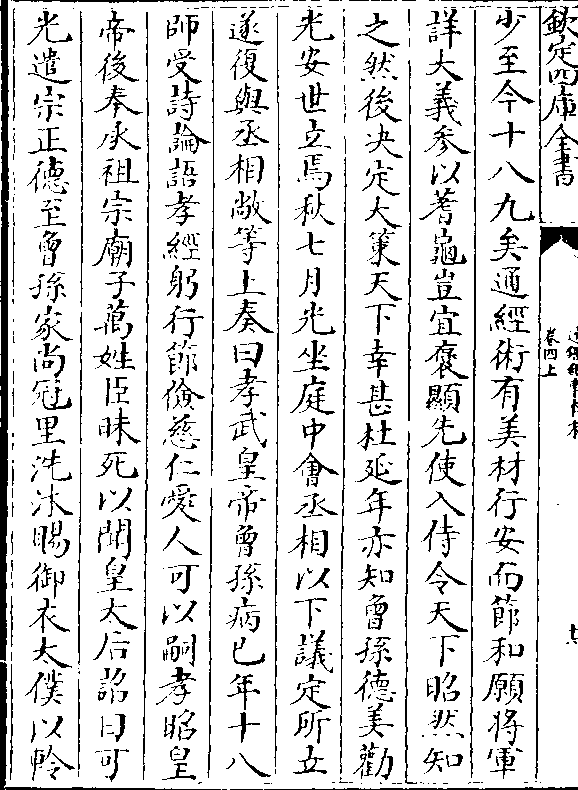 欽定四庫全書
卷四上
少至今十八九矣通經術有美材行安而節和願將軍
詳大義參以蓍龜豈宜褒顯先使入侍令天下昭然知
之然後決定大策天下幸甚杜延年亦知曾孫德美勸
光安世立焉秋七月光坐庭中會丞相以下議定所立
遂復與丞相敞等上奏曰孝武皇帝曾孫病已年十八
師受詩論語孝經躬行節儉慈仁愛人可以嗣孝昭皇
帝後奉承祖宗廟子萬姓臣昧死以聞皇太后詔曰可
光遣宗正德至曾孫家尚冠里洗沐賜御衣太僕以軨